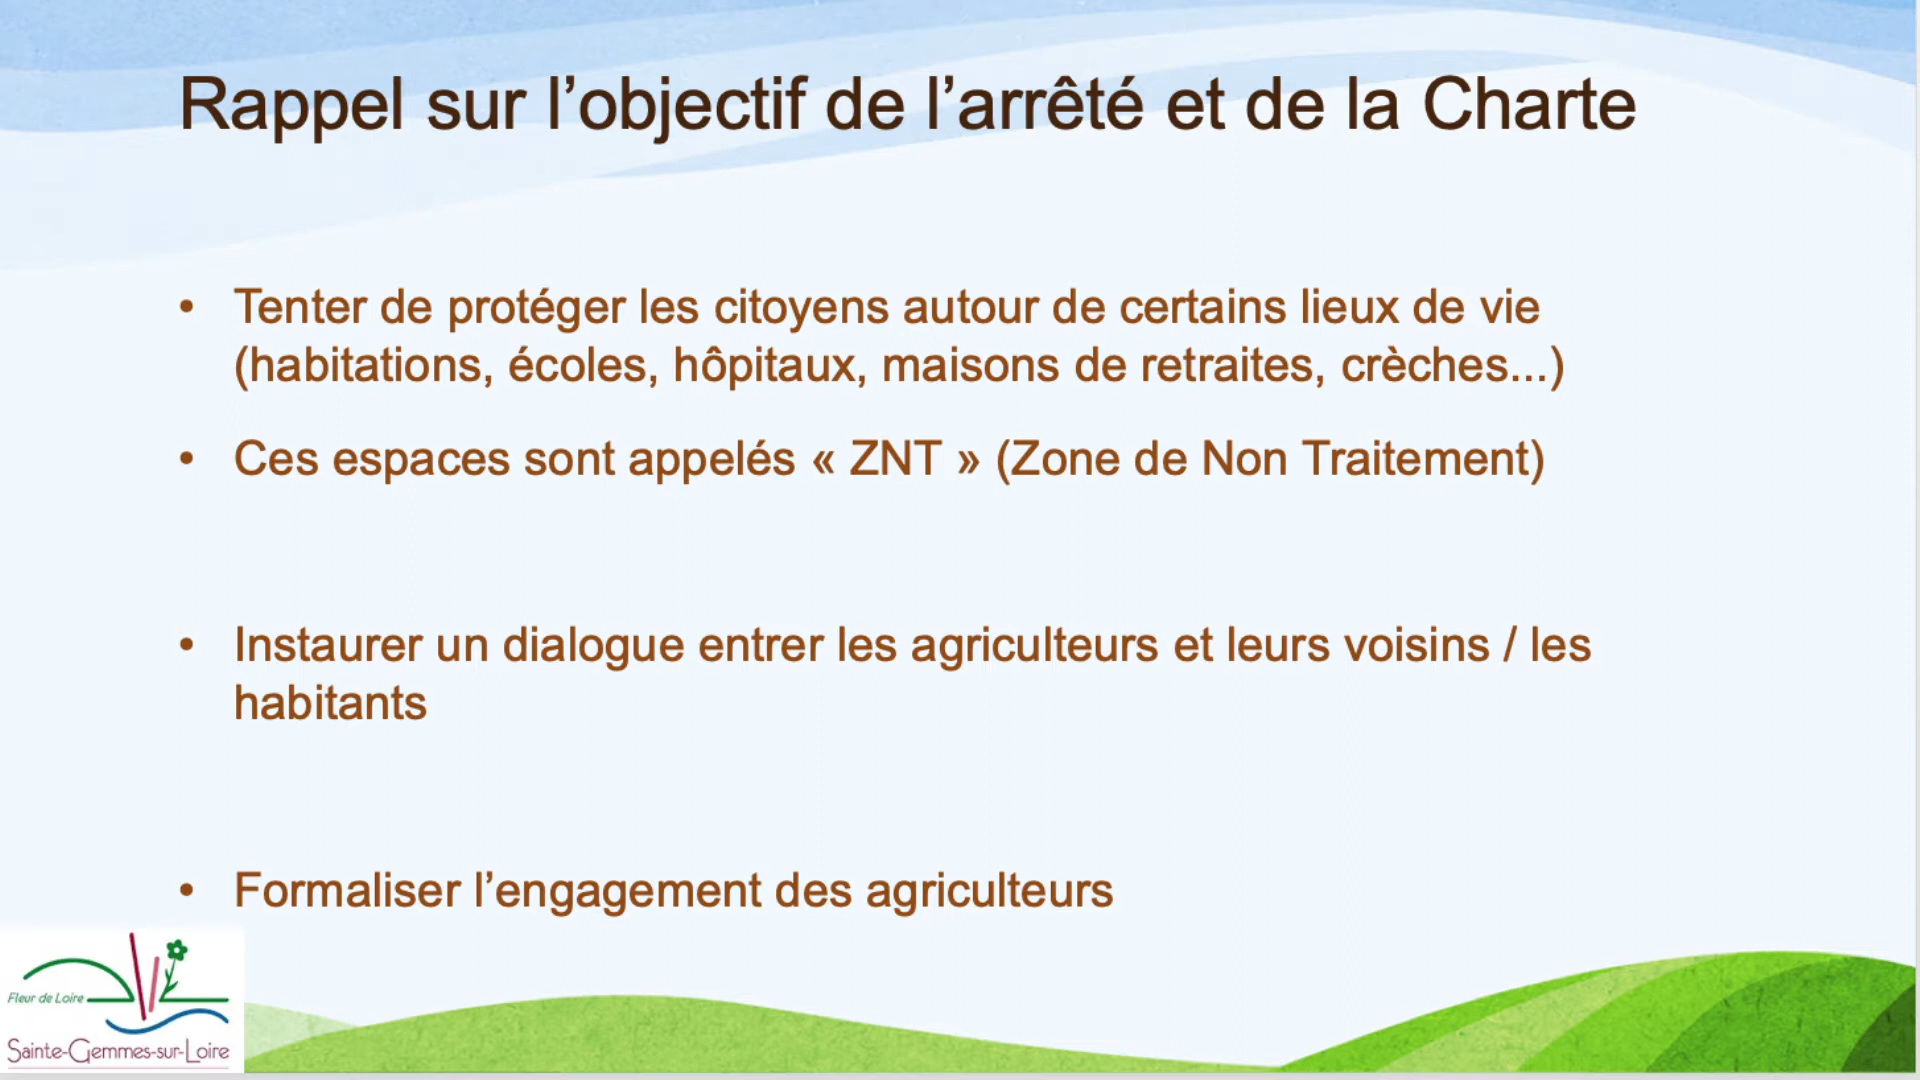 Rappel sur l’objectif de l’arrêté et de la Charte
• Tenter de protéger les citoyens autour de certains lieux de vie
(habitations, écoles, hôpitaux, maisons de retraites, crèches...)
• Ces espaces sont appelés « ZNT » (Zone de Non Traitement)
• Instaurer un dialogue entrer les agriculteurs et leurs voisins / les
habitants
• Formaliser l’engagement des agriculteurs
Fleur de Loire
Sainte-Gemmes-sur-Loire